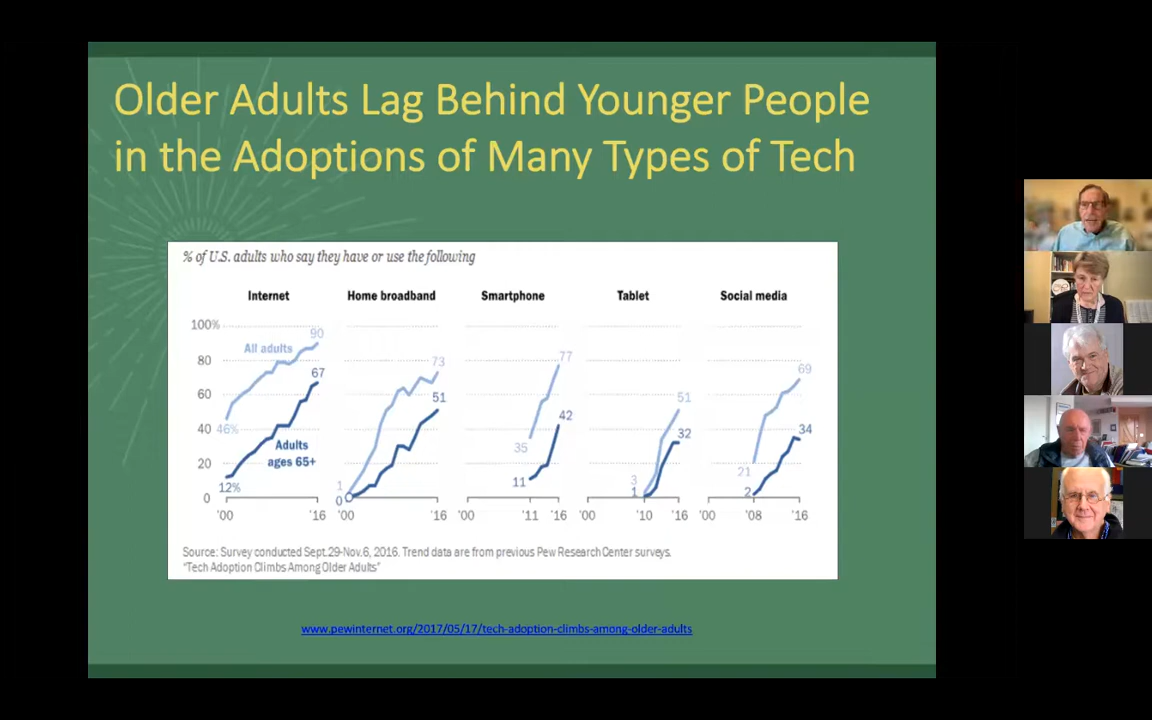 Older Adults Lag Behind Younger People
in the Adoptions of Many Types of Tech
% of U.S. adults who say they have or use the following
Internet Home broadband Smartphone Tablet Social media
100%
80
60
40
20
0
90
All adults
67
46%
Adults
ages 65+
12%
'00 '16
73
51
1
0
'00 '16
77
42
35
11
'00 '11 '16
51
32
3
1
'00 '10 '16
69
34
21
2
'00 '08 '16
Source: Survey conducted Sept.29-Nov.6, 2016. Trend data are from previous Pew Research Center surveys.
"Tech Adoption Climbs Among Older Adults"
www.pewinternet.org/2017/05/17/tech-adoption-climbs-among-older-adults